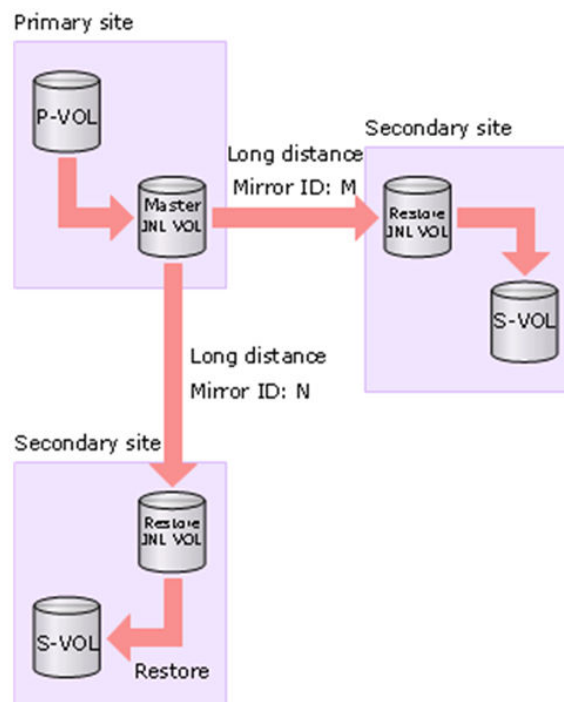 Primary site
P-VOL
Master
JNL VOL
Long distance
Mirror ID: M
Secondary site
Restore
JNL VOL
S-VOL
Long distance
Mirror ID: N
Secondary site
Restore
JNL VOL
S-VOL
Restore